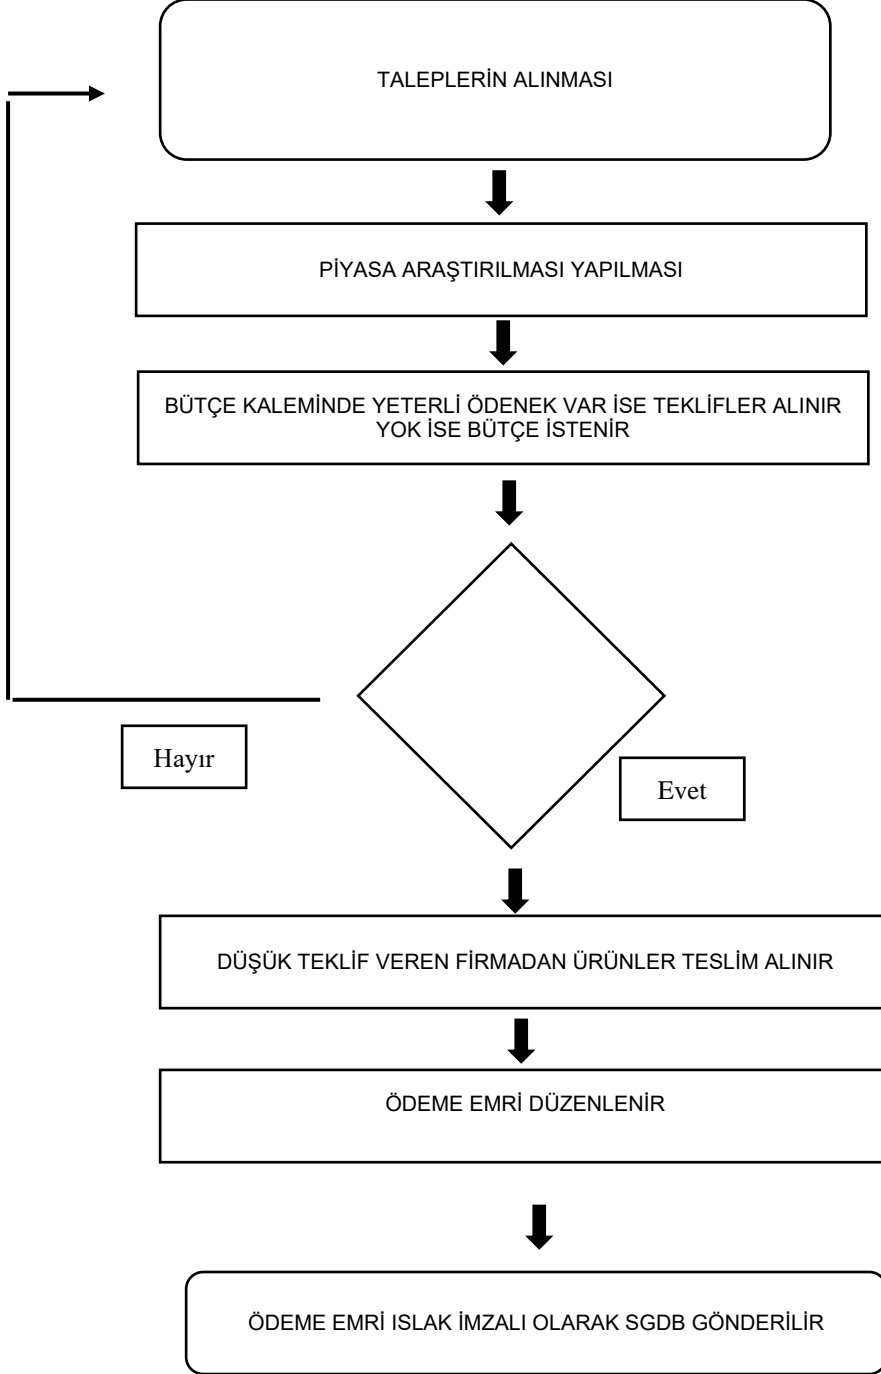 TALEPLERİN ALINMASI
PİYASA ARAŞTIRILMASI YAPILMASI
BÜTÇE KALEMİNDE YETERLİ ÖDENEK VAR İSE TEKLİFLER ALINIR
YOK İSE BÜTÇE İSTENİR
Hayır
Evet
DÜŞÜK TEKLİF VEREN FİRMADAN ÜRÜNLER TESLİM ALINIR
ÖDEME EMRİ DÜZENLENİR
ÖDEME EMRİ ISLAK İMZALI OLARAK SGDB GÖNDERİLİR